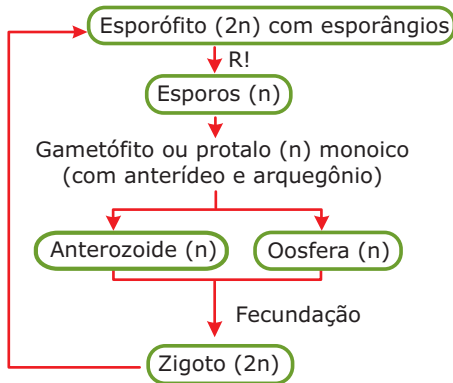 Esporófito (2n) com esporângios
R!
Esporos (n)
Gametófito ou protalo (n) monoico
(com anterídeo e arquegônio)
Anterozoide (n)
Oosfera (n)
Fecundação
Zigoto (2n)